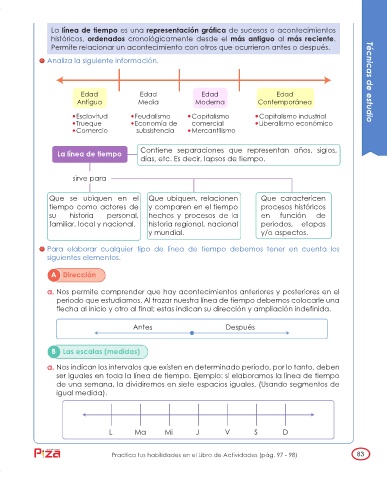 La línea de tiempo es una representación gráfica de sucesos o acontecimientos
históricos, ordenados cronológicamente desde el más antiguo al más reciente.
Permite relacionar un acontecimiento con otros que ocurrieron antes o después.
Técnicas de estudio
Analiza la siguiente información.
Edad Antigua
Edad Media
Edad Moderna
Edad Contemporánea
•Esclavitud
•Trueque
•Comercio
•Feudalismo
•Economía de
subsistencia
•Capitalismo
comercial
•Mercantilismo
•Capitalismo industrial
•Liberalismo económico
La línea de tiempo
Contiene separaciones que representan años, siglos,
días, etc. Es decir, lapsos de tiempo.
sirve para
Que se ubiquen en el
tiempo como actores de
su historia personal,
familiar, local y nacional.
Que ubiquen, relacionen
y comparen en el tiempo
hechos y procesos de la
historia regional, nacional
y mundial.
Que caractericen
procesos históricos
en función de
periodos, etapas
y/o aspectos.
Para elaborar cualquier tipo de línea de tiempo debemos tener en cuenta los
siguientes elementos.
A Dirección
a. Nos permite comprender que hay acontecimientos anteriores y posteriores en el
periodo que estudiamos. Al trazar nuestra línea de tiempo debemos colocarle una
flecha al inicio y otra al final; estas indican su dirección y ampliación indefinida.
Antes Después
B Las escalas (medidas)
a. Nos indican los intervalos que existen en determinado periodo, por lo tanto, deben
ser iguales en toda la línea de tiempo. Ejemplo: si elaboramos la línea de tiempo
de una semana, la dividiremos en siete espacios iguales. (Usando segmentos de
igual medida).
L Ma Mi J V S D
Practica tus habilidades en el Libro de Actividades (pág. 97 - 98)
83